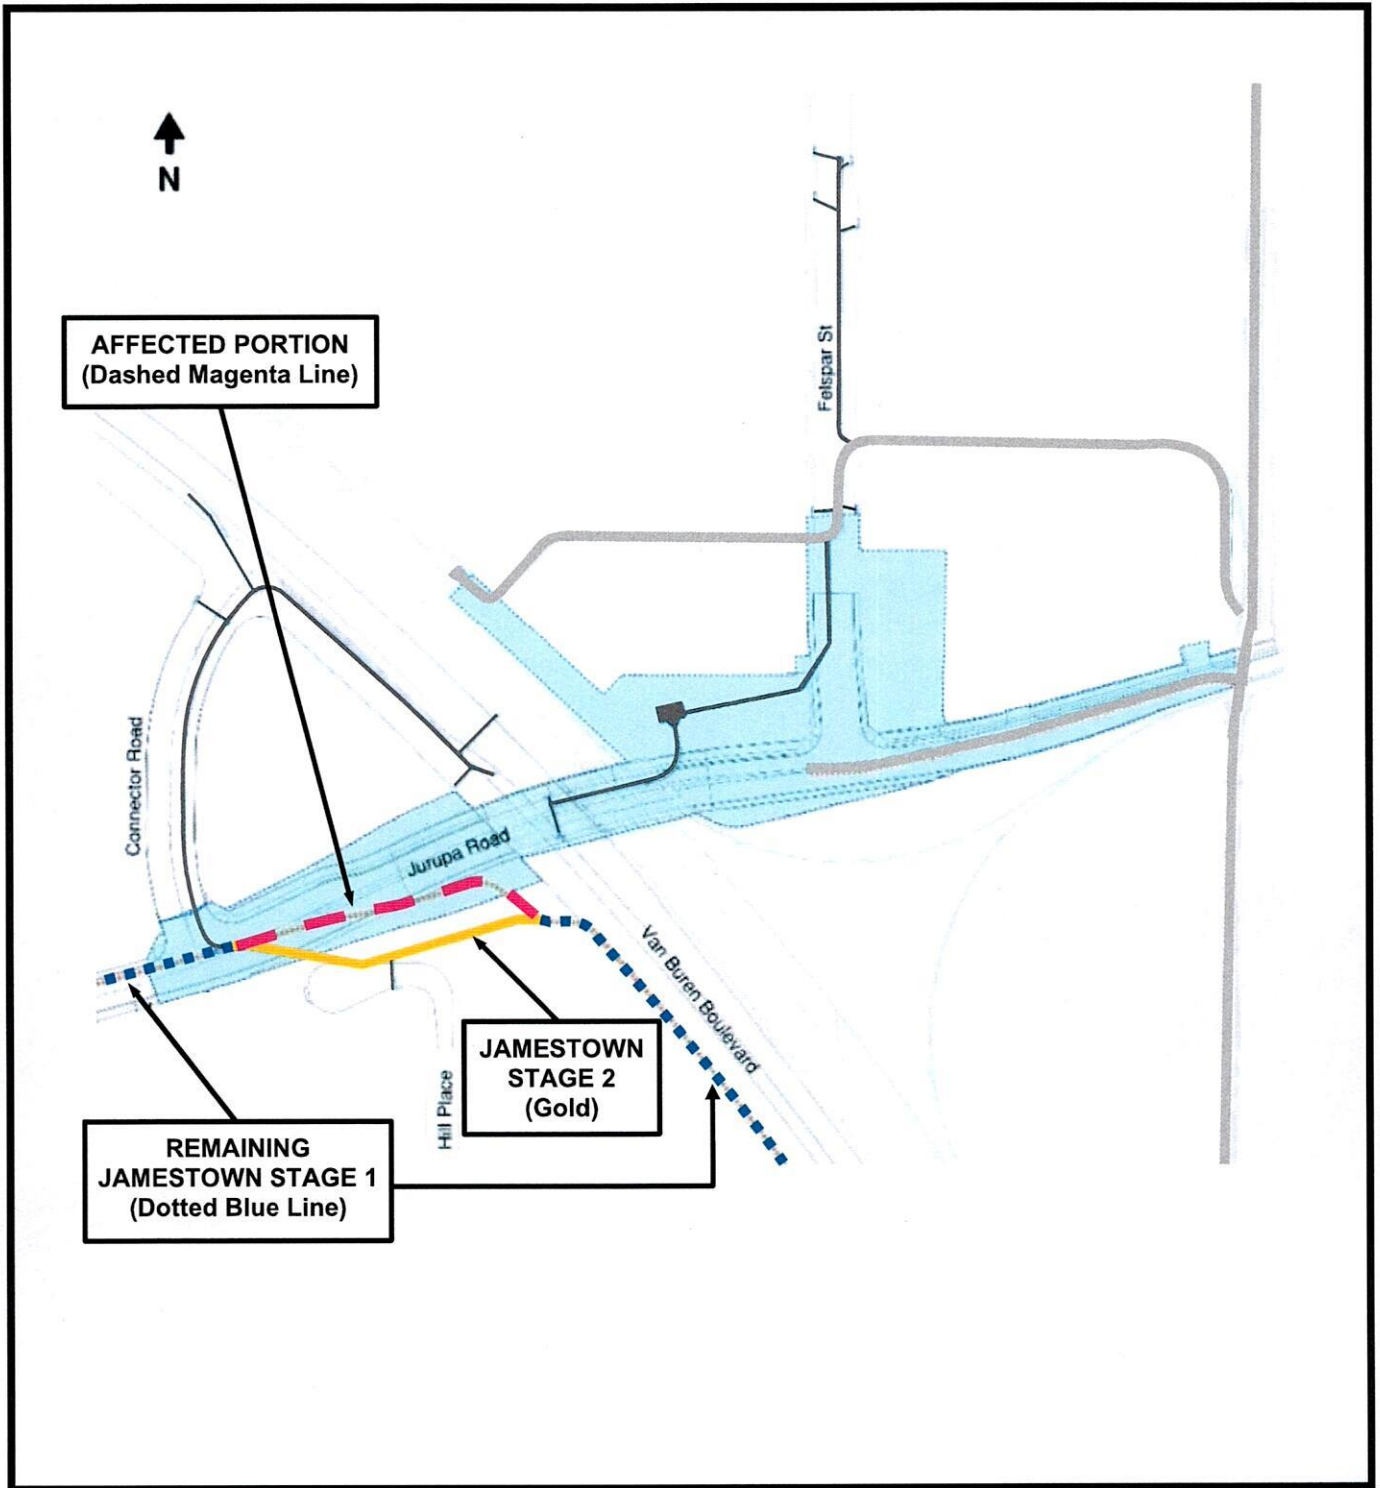 N
AFFECTED PORTION
(Dashed Magenta Line)
Felspar St
Connector Road
Jurupa Road
Van Buren Boulevard
JAMESTOWN
STAGE 2
(Gold)
Hill Place
REMAINING
JAMESTOWN STAGE 1
(Dotted Blue Line)